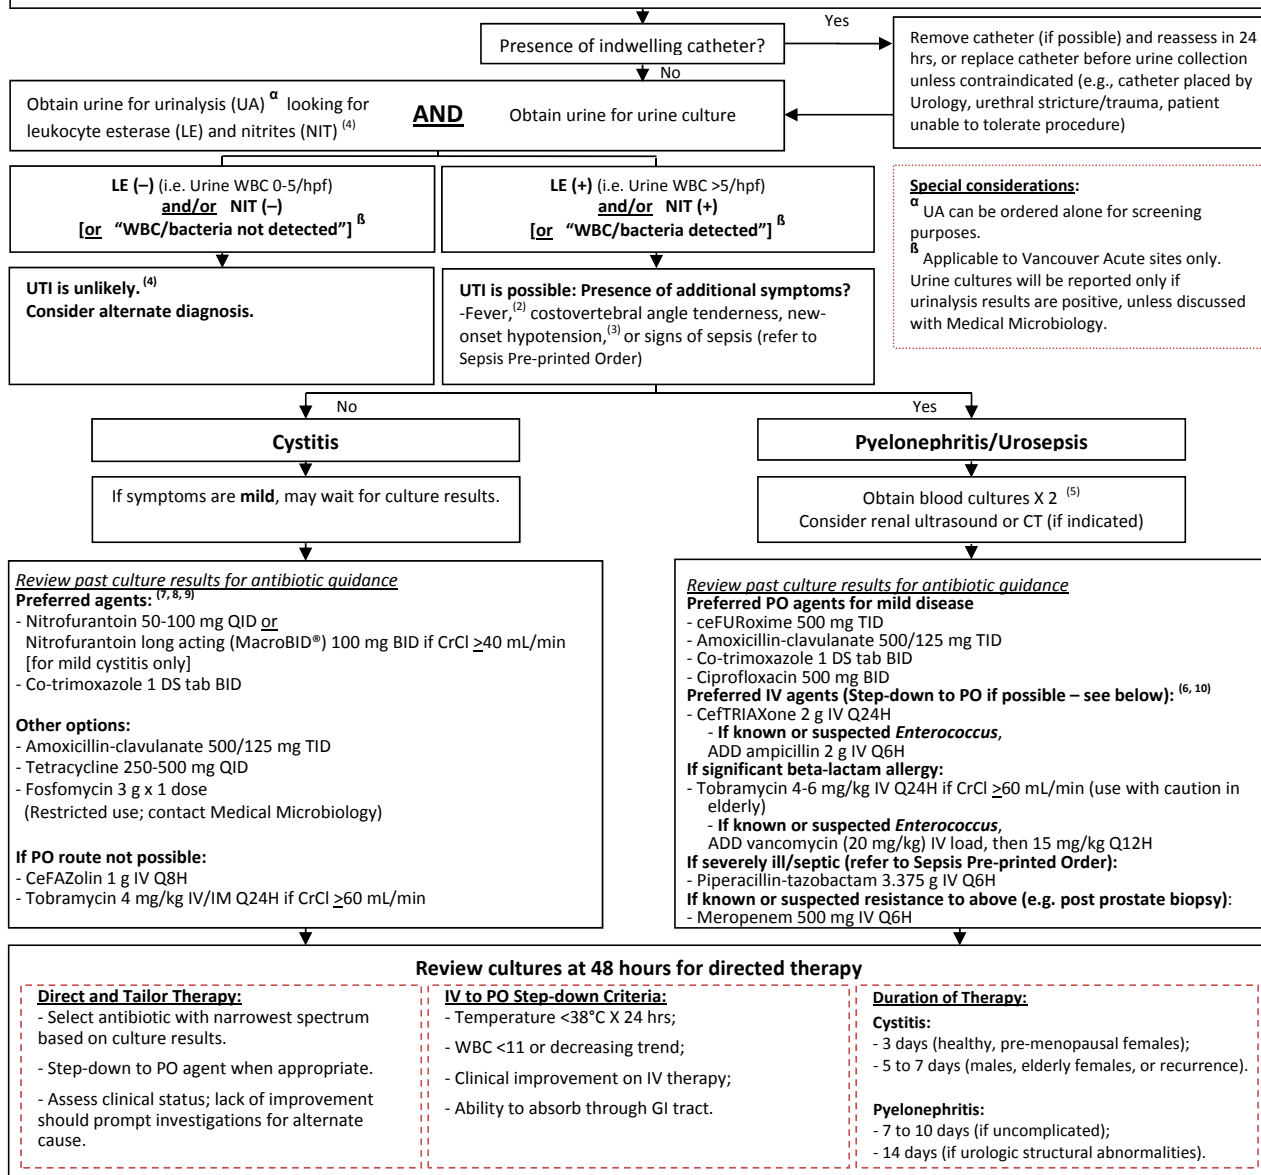 Yes
Presence of indwelling catheter?
Remove catheter (if possible) and reassess in 24
hrs, or replace catheter before urine collection
unless contraindicated (e.g., catheter placed by
Urology, urethral stricture/trauma, patient
unable to tolerate procedure)
No
Obtain urine for urinalysis (UA) α looking for
leukocyte esterase (LE) and nitrites (NIT) (4)
AND
Obtain urine for urine culture
LE (–) (i.e. Urine WBC 0-5/hpf)
and/or NIT (–)
[or “WBC/bacteria not detected”] ß
LE (+) (i.e. Urine WBC >5/hpf)
and/or NIT (+)
[or “WBC/bacteria detected”] ß
Special considerations:
α UA can be ordered alone for screening
purposes.
ß Applicable to Vancouver Acute sites only.
Urine cultures will be reported only if
urinalysis results are positive, unless discussed
with Medical Microbiology.
UTI is unlikely. (4)
Consider alternate diagnosis.
UTI is possible: Presence of additional symptoms?
-Fever,(2) costovertebral angle tenderness, new-
onset hypotension,(3) or signs of sepsis (refer to
Sepsis Pre-printed Order)
No
Yes
Cystitis
Pyelonephritis/Urosepsis
If symptoms are mild, may wait for culture results.
Obtain blood cultures X 2 (5)
Consider renal ultrasound or CT (if indicated)
Review past culture results for antibiotic guidance
Preferred agents: (7, 8, 9)
- Nitrofurantoin 50-100 mg QID or
Nitrofurantoin long acting (MacroBID®) 100 mg BID if CrCl ≥40 mL/min
[for mild cystitis only]
- Co-trimoxazole 1 DS tab BID
Other options:
- Amoxicillin-clavulanate 500/125 mg TID
- Tetracycline 250-500 mg QID
- Fosfomycin 3 g x 1 dose
(Restricted use; contact Medical Microbiology)
If PO route not possible:
- CeFAZolin 1 g IV Q8H
- Tobramycin 4 mg/kg IV/IM Q24H if CrCl ≥60 mL/min
Review past culture results for antibiotic guidance
Preferred PO agents for mild disease
- ceFURoxime 500 mg TID
- Amoxicillin-clavulanate 500/125 mg TID
- Co-trimoxazole 1 DS tab BID
- Ciprofloxacin 500 mg BID
Preferred IV agents (Step-down to PO if possible – see below): (6, 10)
- CefTRIAXone 2 g IV Q24H
- If known or suspected Enterococcus,
ADD ampicillin 2 g IV Q6H
If significant beta-lactam allergy:
- Tobramycin 4-6 mg/kg IV Q24H if CrCl ≥60 mL/min (use with caution in
elderly)
- If known or suspected Enterococcus,
ADD vancomycin (20 mg/kg) IV load, then 15 mg/kg Q12H
If severely ill/septic (refer to Sepsis Pre-printed Order):
- Piperacillin-tazobactam 3.375 g IV Q6H
If known or suspected resistance to above (e.g. post prostate biopsy):
- Meropenem 500 mg IV Q6H
Review cultures at 48 hours for directed therapy
Direct and Tailor Therapy:
- Select antibiotic with narrowest spectrum
based on culture results.
- Step-down to PO agent when appropriate.
- Assess clinical status; lack of improvement
should prompt investigations for alternate
cause.
IV to PO Step-down Criteria:
- Temperature <38°C X 24 hrs;
- WBC <11 or decreasing trend;
- Clinical improvement on IV therapy;
- Ability to absorb through GI tract.
Duration of Therapy:
Cystitis:
- 3 days (healthy, pre-menopausal females);
- 5 to 7 days (males, elderly females, or recurrence).
Pyelonephritis:
- 7 to 10 days (if uncomplicated);
- 14 days (if urologic structural abnormalities).